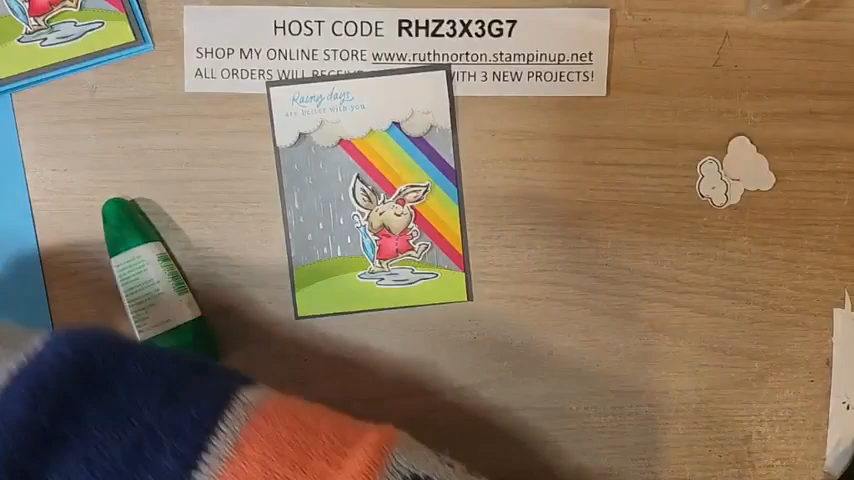 HOST CODE RHZ3X3G7
SHOP MY ONLINE STORE www.ruthnorton.stampinup.net
ALL ORDERS WILL RECEIVE WITH 3 NEW PROJECTS!
Rainy days
are better with you